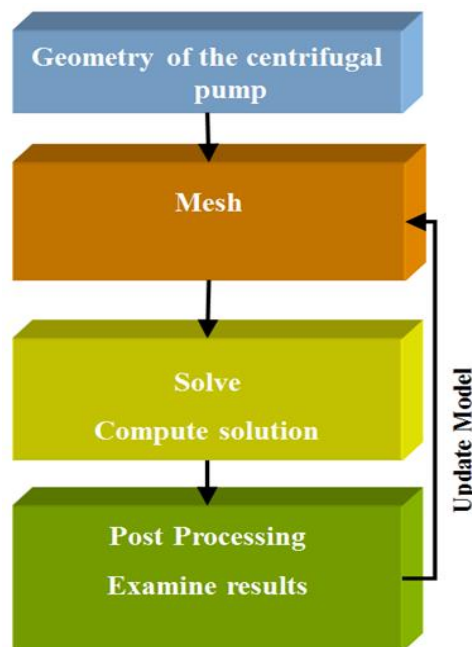 Geometry of the centrifugal
pump
Mesh
Solve
Compute solution
Post Processing
Examine results
Update Model